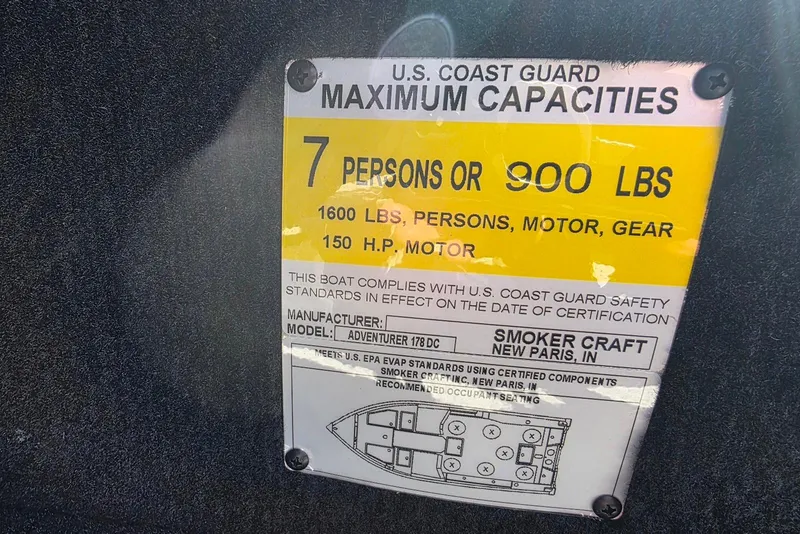 U.S. COAST GUARD
MAXIMUM CAPACITIES
7 PERSONS OR 900 LBS
1600 LBS, PERSONS, MOTOR, GEAR
150 H.P. MOTOR
THIS BOAT COMPLIES WITH U.S. COAST GUARD SAFETY
STANDARDS IN EFFECT ON THE DATE OF CERTIFICATION
MANUFACTURER: SMOKER CRAFT
MODEL: ADVENTURER 178 DC NEW PARIS, IN
MEETS U.S. EPA EVAP STANDARDS USING CERTIFIED COMPONENTS
SMOKER CRAFT INC, NEW PARIS, IN
RECOMMENDED OCCUPANT SEATING